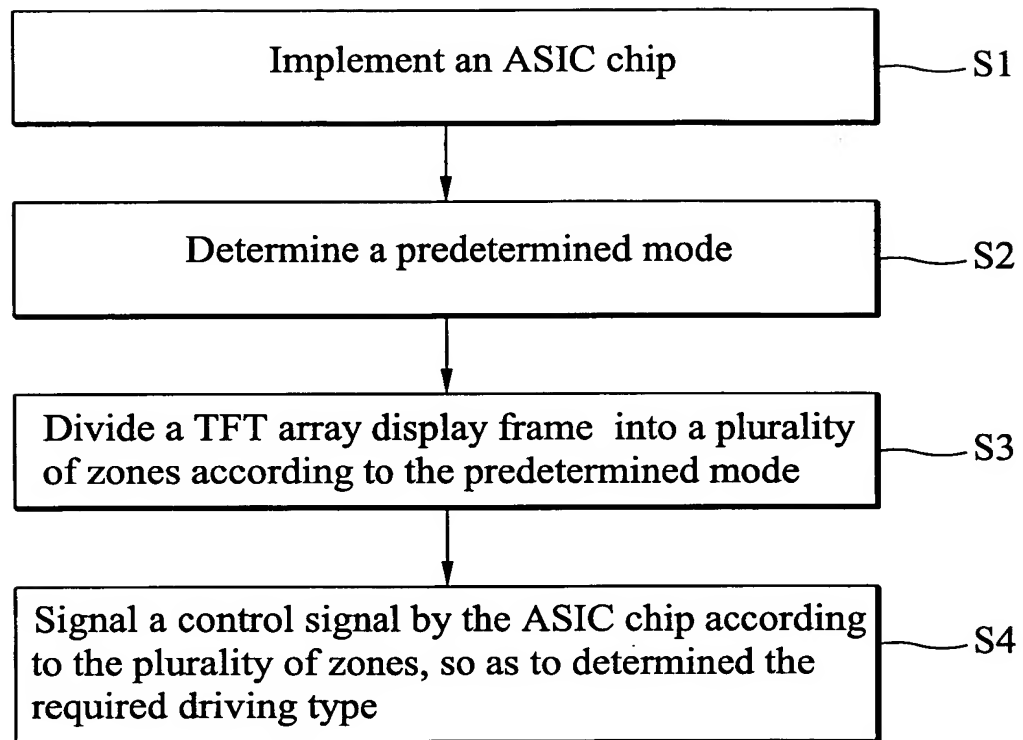 Implement an ASIC chip
S1
Determine a predetermined mode
S2
Divide a TFT array display frame into a plurality
of zones according to the predetermined mode
S3
Signal a control signal by the ASIC chip according
to the plurality of zones, so as to determined the
required driving type
S4